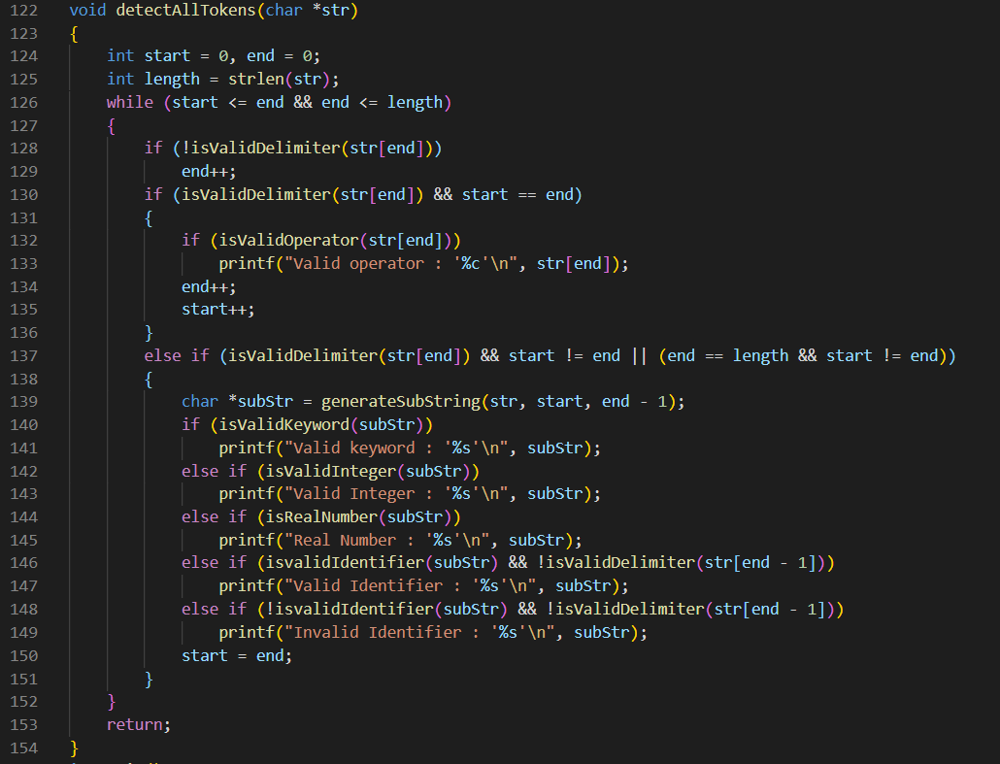 122 void detectAllTokens(char *str)
123 {
124     int start = 0, end = 0;
125     int length = strlen(str);
126     while (start <= end && end <= length)
127     {
128         if (!isValidDelimiter(str[end]))
129             end++;
130         if (isValidDelimiter(str[end]) && start == end)
131         {
132             if (isValidOperator(str[end]))
133                 printf("Valid operator : '%c'\n", str[end]);
134             end++;
135             start++;
136         }
137         else if (isValidDelimiter(str[end]) && start != end || (end == length && start != end))
138         {
139             char *subStr = generateSubString(str, start, end - 1);
140             if (isValidKeyword(subStr))
141                 printf("Valid keyword : '%s'\n", subStr);
142             else if (isValidInteger(subStr))
143                 printf("Valid Integer : '%s'\n", subStr);
144             else if (isRealNumber(subStr))
145                 printf("Real Number : '%s'\n", subStr);
146             else if (isvalidIdentifier(subStr) && !isValidDelimiter(str[end - 1]))
147                 printf("Valid Identifier : '%s'\n", subStr);
148             else if (!isvalidIdentifier(subStr) && !isValidDelimiter(str[end - 1]))
149                 printf("Invalid Identifier : '%s'\n", subStr);
150             start = end;
151         }
152     }
153     return;
154 }